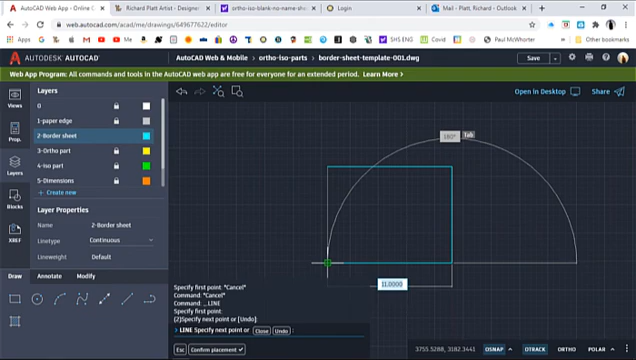 AutoCAD Web App - Online CAD
Richard Platt Artist - Designer
ortho-iso-blank-no-name-sh
Login
Mail - Platt, Richard - Outlook
web.autocad.com/acad/me/drawings/649677622/editor
Apps
G
SHS ENG
Covid
Paul McWhorter
Other bookmarks
AUTODESK AUTOCAD
AutoCAD Web & Mobile > ortho-iso-parts > border-sheet-template-001.dwg
Save
Web App Program: All commands and tools in the AutoCAD web app are free for everyone for an extended period. Learn More >
Views
Prop.
Layers
Blocks
XREF
Layers
0
1-paper edge
2-Border sheet
3-Ortho part
4-Iso part
5-Dimensions
+ Create new
Layer Properties
Name 2-Border sheet
Linetype Continuous
Lineweight Default
Draw Annotate Modify
Open in Desktop
Share
180°
Tab
11.0000
Specify first point: *Cancel*
Command: *Cancel*
Command: _LINE
Specify first point:
(2)Specify next point or [Undo]:
> LINE Specify next point or [Close Undo]:
Esc Confirm placement ✓
3755.5288, 3182.3441 OSNAP OTRACK ORTHO POLAR